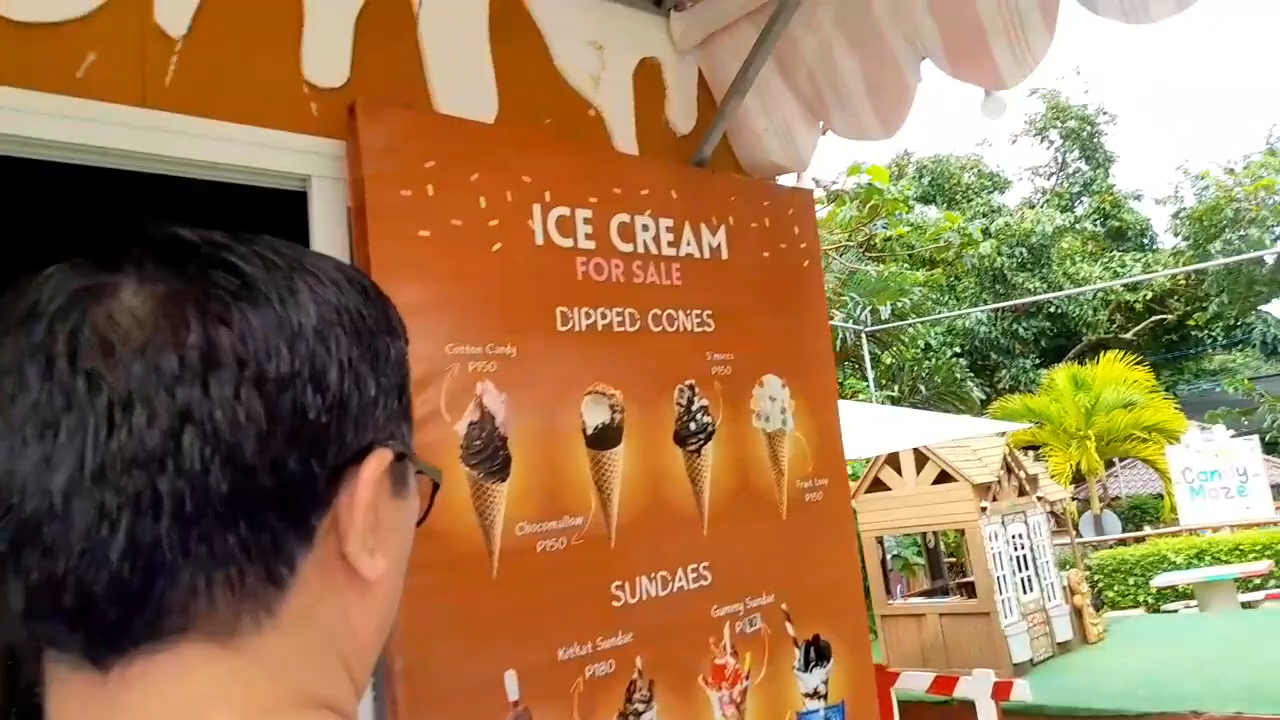 ICE CREAM
FOR SALE
DIPPED CONES
Cotton Candy
P150
S'mores
P150
Fruit Loop
P150
Chocomallow
P150
SUNDAES
Gummy Sundae
Kitkat Sundae
P180
Candy
Maze